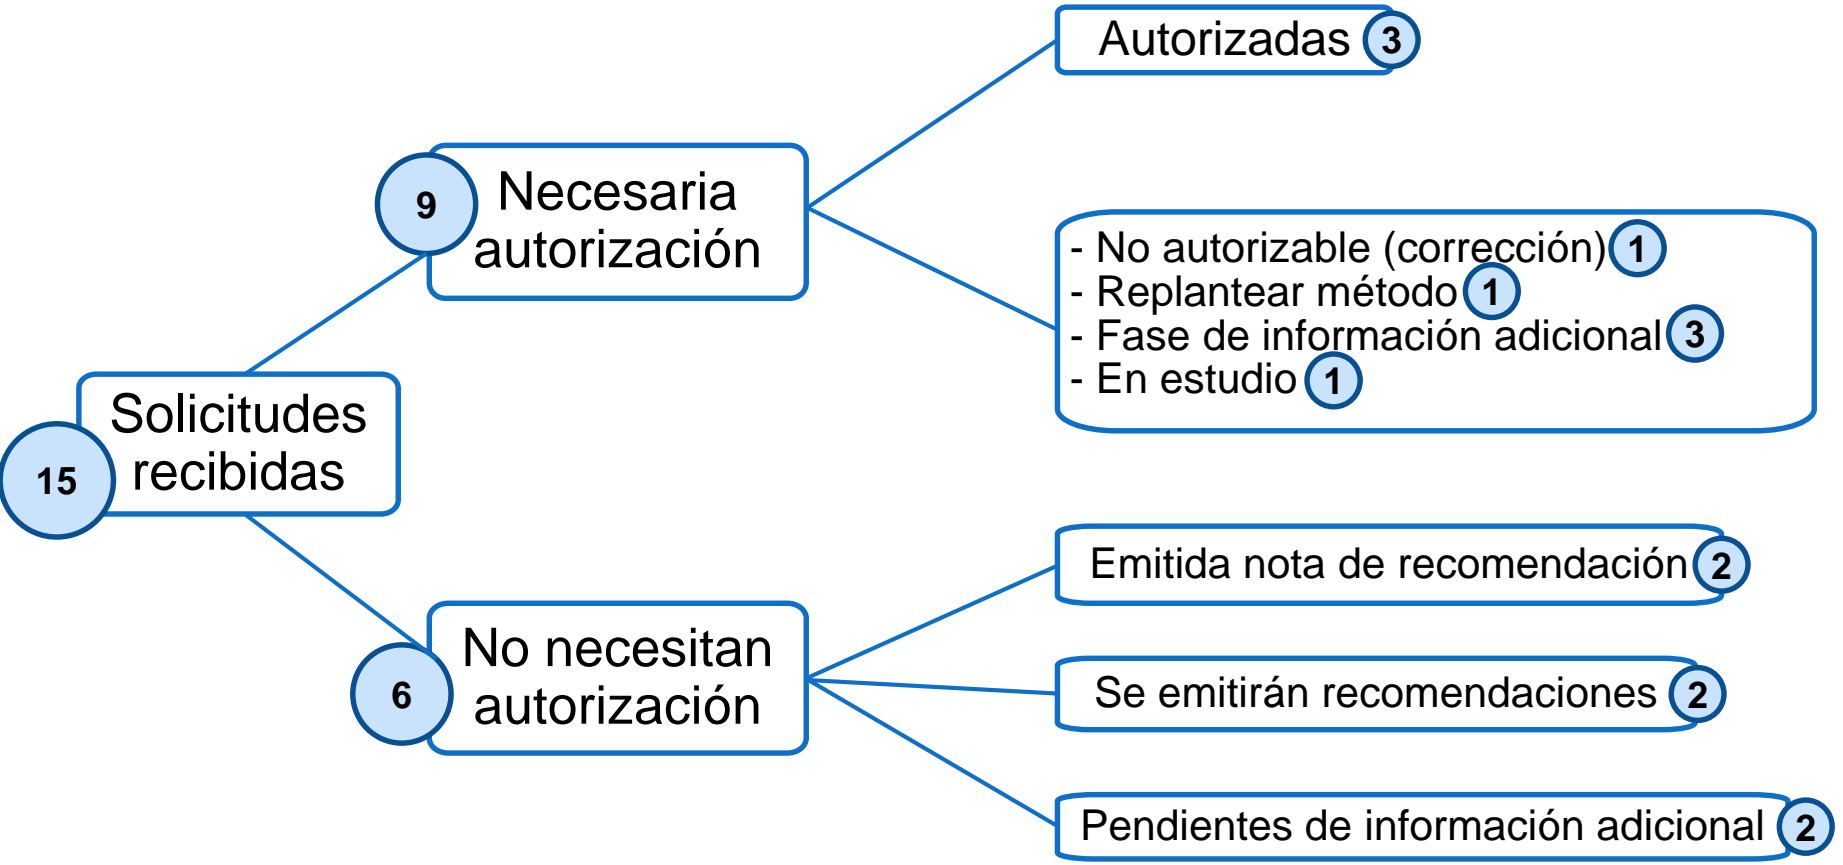 Solicitudes
recibidas
15
Necesaria
autorización
9
Autorizadas 3
- No autorizable (corrección) 1
- Replantear método 1
- Fase de información adicional 3
- En estudio 1
No necesitan
autorización
6
Emitida nota de recomendación 2
Se emitirán recomendaciones 2
Pendientes de información adicional 2